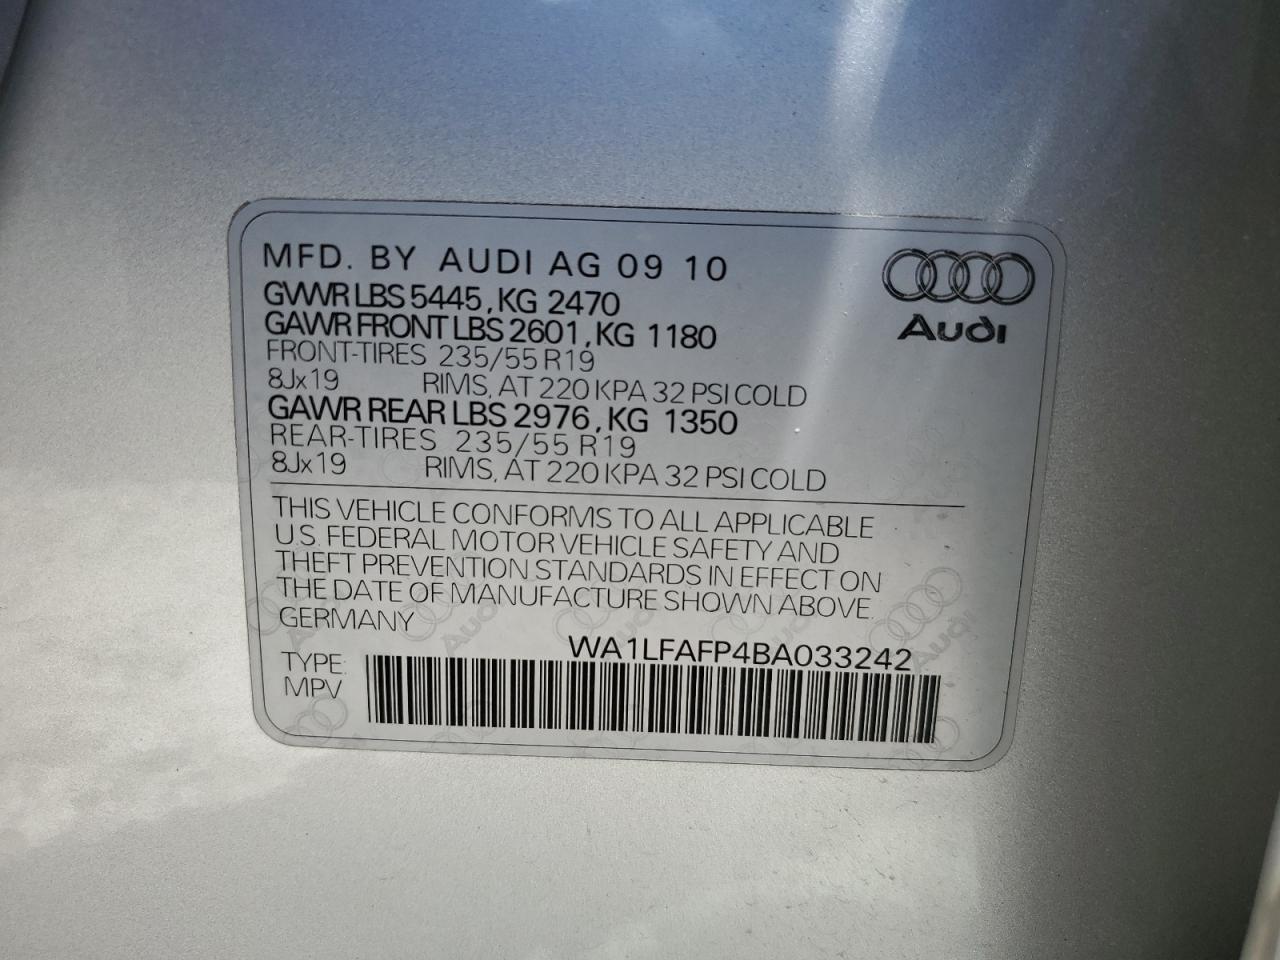 MFD. BY AUDI AG 09 10
GVWR LBS 5445, KG 2470
GAWR FRONT LBS 2601, KG 1180
FRONT-TIRES 235/55 R19
8Jx19 RIMS, AT 220 KPA 32 PSI COLD
GAWR REAR LBS 2976, KG 1350
REAR-TIRES 235/55 R19
8Jx19 RIMS, AT 220 KPA 32 PSI COLD
Audi
THIS VEHICLE CONFORMS TO ALL APPLICABLE
U.S. FEDERAL MOTOR VEHICLE SAFETY AND
THEFT PREVENTION STANDARDS IN EFFECT ON
THE DATE OF MANUFACTURE SHOWN ABOVE.
GERMANY
WA1LFAFP4BA033242
TYPE:
MPV